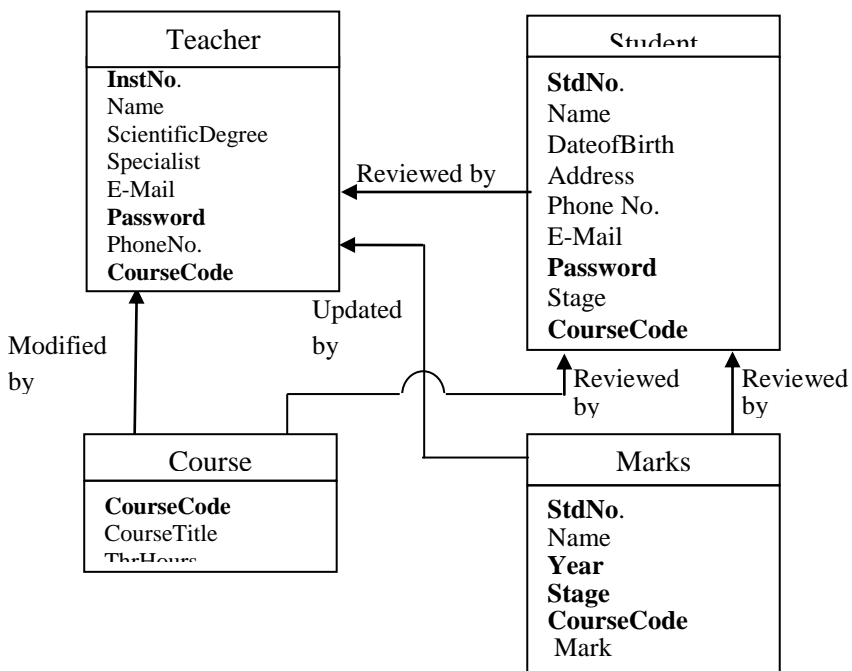 Teacher
InstNo.
Name
ScientificDegree
Specialist
E-Mail
Password
PhoneNo.
CourseCode
Student
StdNo.
Name
DateofBirth
Address
Phone No.
E-Mail
Password
Stage
CourseCode
Reviewed by
Updated
by
Modified
by
Reviewed
by
Reviewed
by
Course
CourseCode
CourseTitle
ThrHours
Marks
StdNo.
Name
Year
Stage
CourseCode
Mark